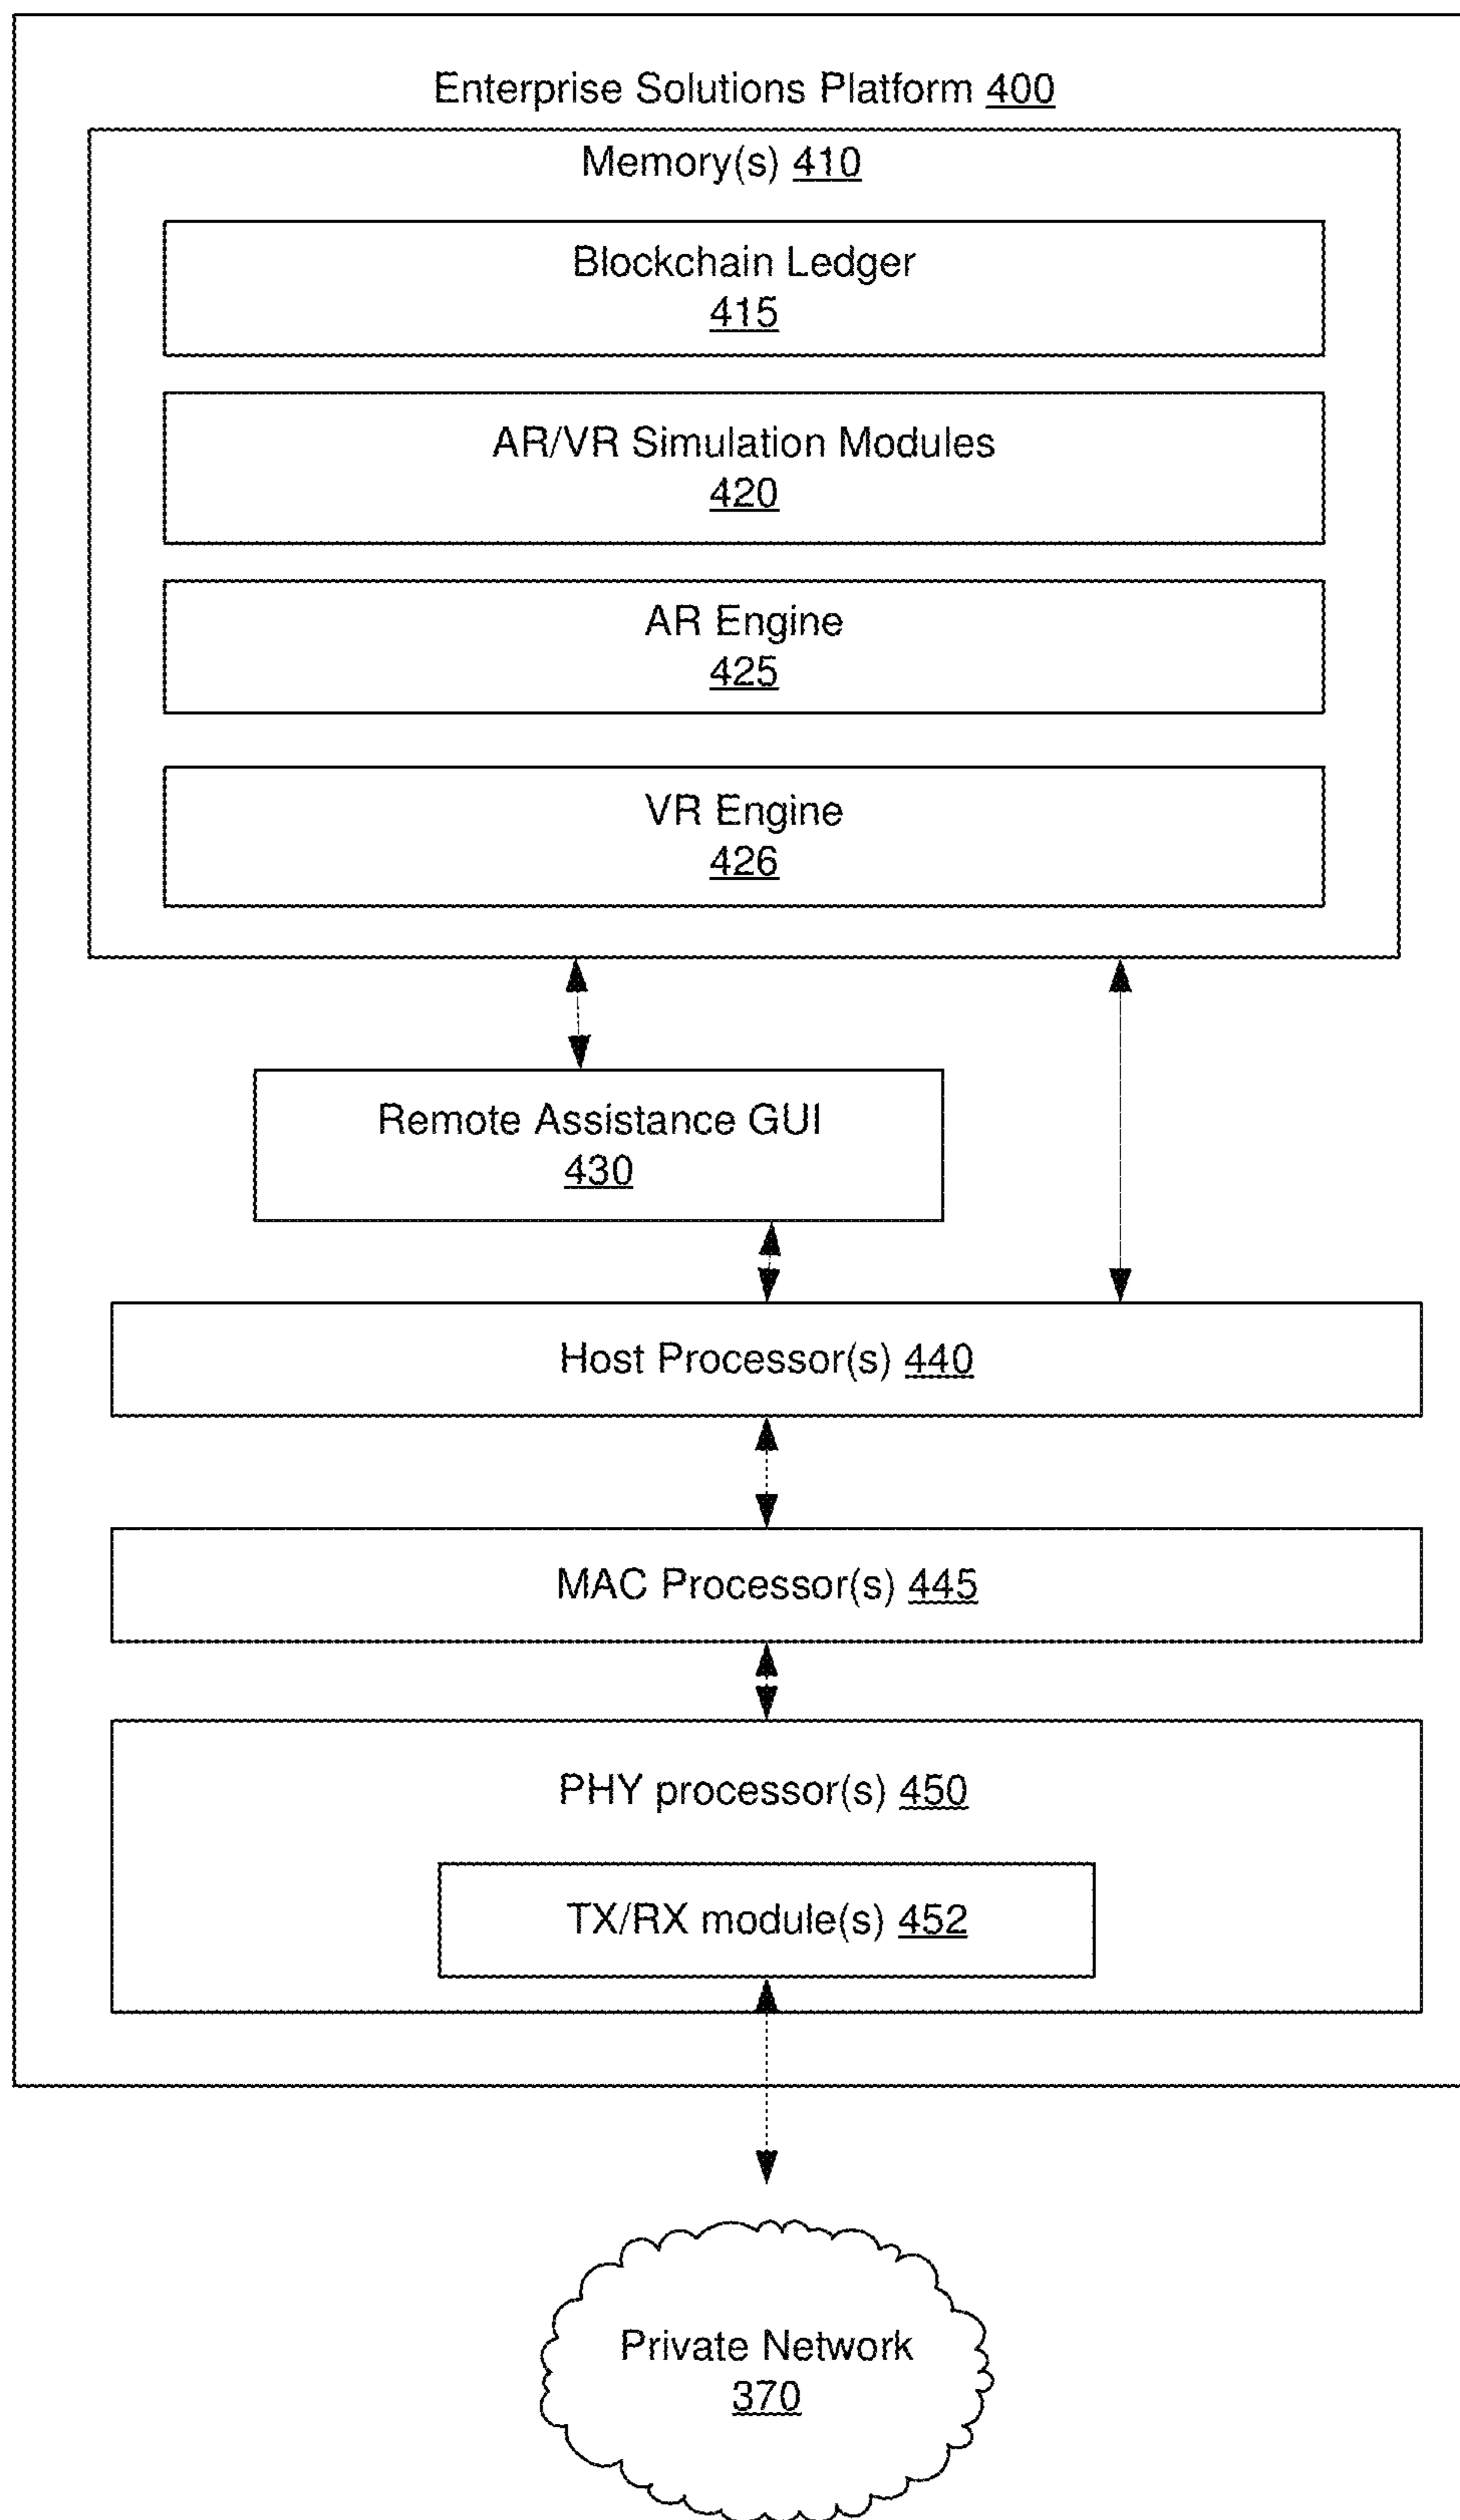 Enterprise Solutions Platform 400
Memory(s) 410
Blockchain Ledger
415
AR/VR Simulation Modules
420
AR Engine
425
VR Engine
426
Remote Assistance GUI
430
Host Processor(s) 440
MAC Processor(s) 445
PHY processor(s) 450
TX/RX module(s) 452
Private Network
370